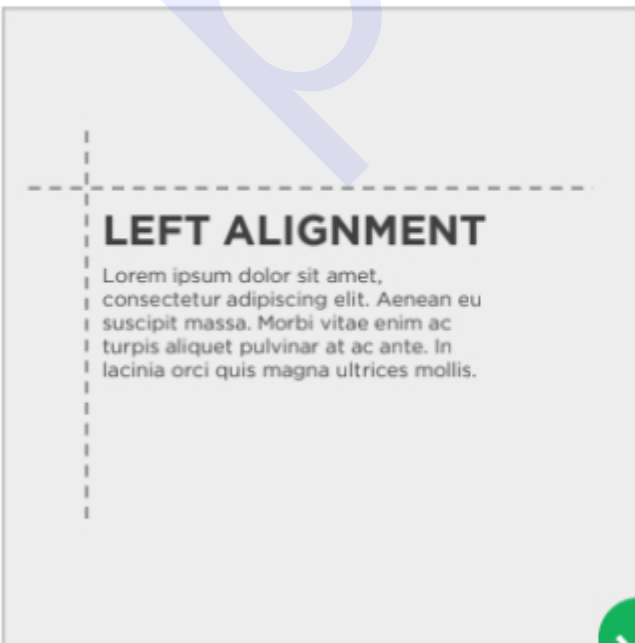 LEFT ALIGNMENT
Lorem ipsum dolor sit amet,
consectetur adipiscing elit. Aenean eu
suscipit massa. Morbi vitae enim ac
turpis aliquet pulvinar at ac ante. In
lacinia orci quis magna ultrices mollis.